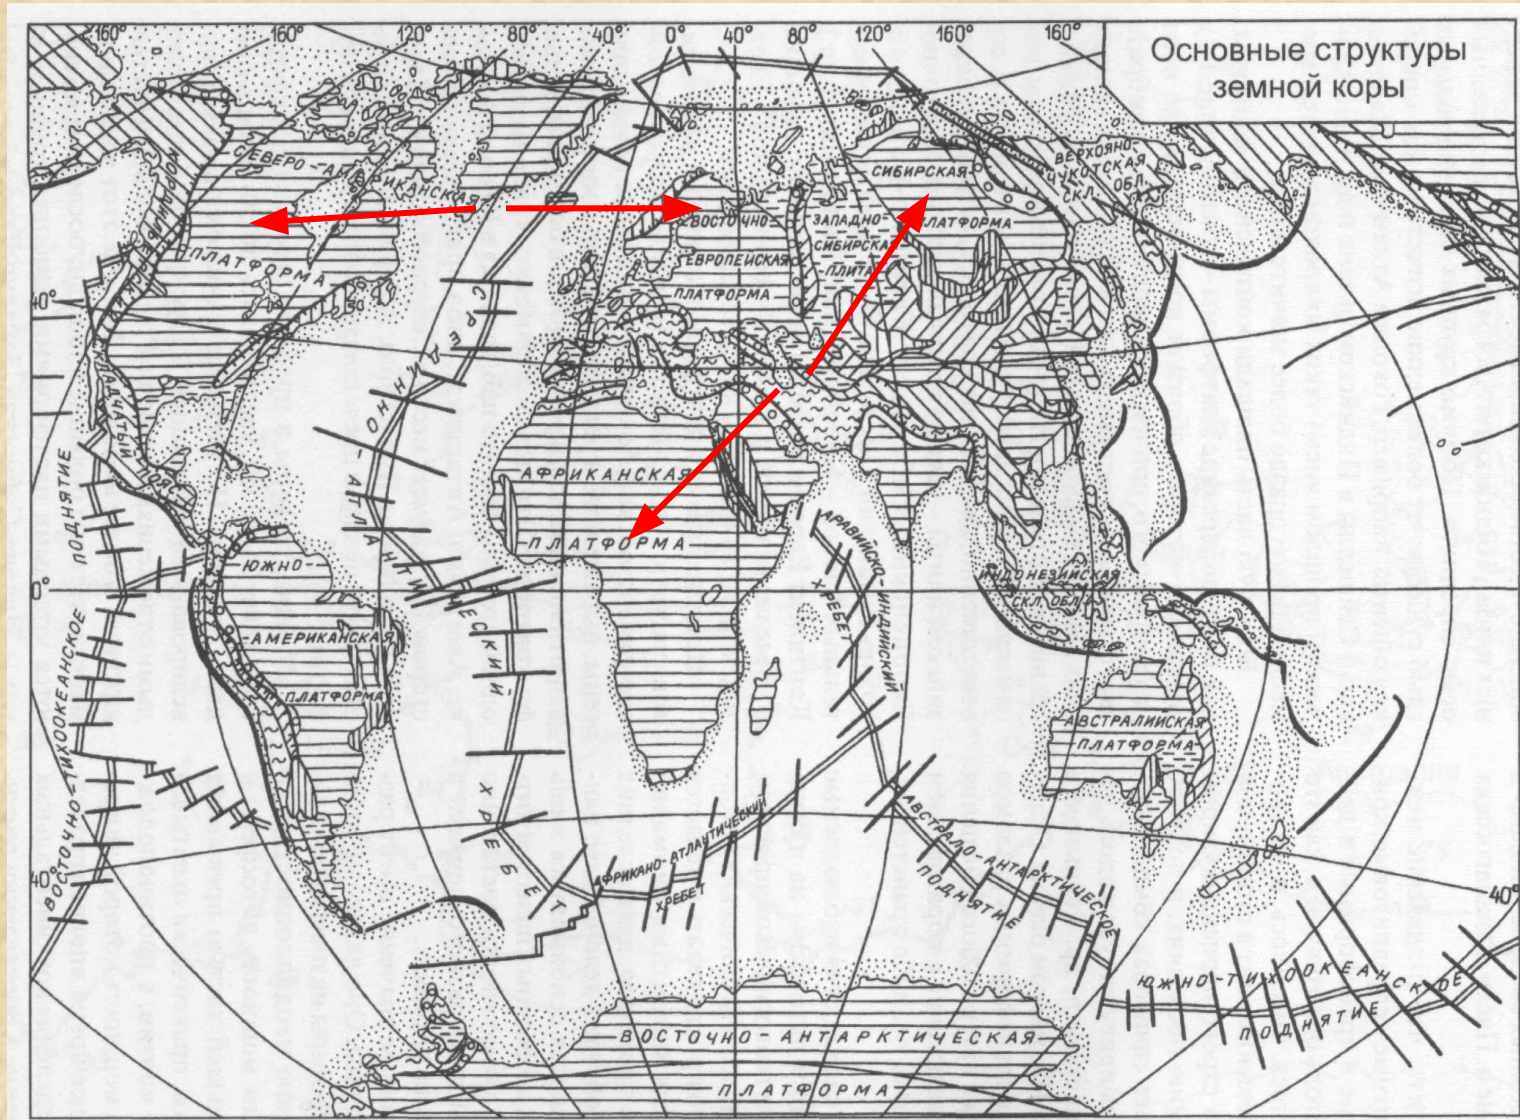 Основные структуры
земной коры
160° 160° 120° 80° 40° 0° 40° 80° 120° 160° 160°
СЕВЕРО-АМЕРИКАНСКАЯ
ПЛАТФОРМА
КОРДИЛЬЕРСКИЙ
СКЛАДЧАТЫЙ
ПОЯС
ВОСТОЧНО-
ЕВРОПЕЙСКАЯ
ПЛАТФОРМА
ЗАПАДНО-
СИБИРСКАЯ
ПЛИТА
СИБИРСКАЯ
ПЛАТФОРМА
ВЕРХОЯНО-
ЧУКОТСКАЯ
СКЛ. ОБЛ.
40°
СРЕДИННО-АТЛАНТИЧЕСКИЙ ХРЕБЕТ
АФРИКАНСКАЯ
ПЛАТФОРМА
АРАВИЙСКО-ИНДИЙСКИЙ
ХРЕБЕТ
ИНДОНЕЗИЙСКАЯ
СКЛ. ОБЛ.
0°
ВОСТОЧНО-ТИХООКЕАНСКОЕ
ПОДНЯТИЕ
ЮЖНО-
АМЕРИКАНСКАЯ
ПЛАТФОРМА
АВСТРАЛИЙСКАЯ
ПЛАТФОРМА
40°
АФРИКАНО-АТЛАНТИЧЕСКИЙ
ХРЕБЕТ
АВСТРАЛО-АНТАРКТИЧЕСКОЕ
ПОДНЯТИЕ
40°
ЮЖНО-ТИХООКЕАНСКОЕ
ПОДНЯТИЕ
ВОСТОЧНО-АНТАРКТИЧЕСКАЯ
ПЛАТФОРМА